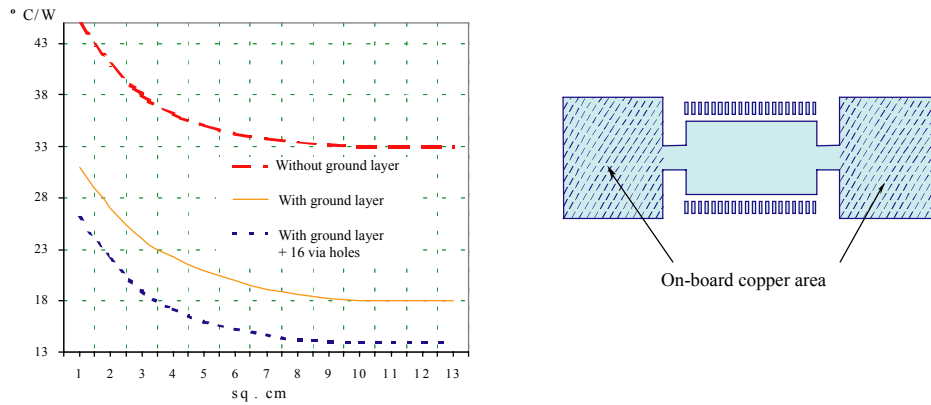 º C/W
43
38
33
28
23
18
13
Without ground layer
With ground layer
With ground layer
+ 16 via holes
1 2 3 4 5 6 7 8 9 10 11 12 13
sq . cm
On-board copper area